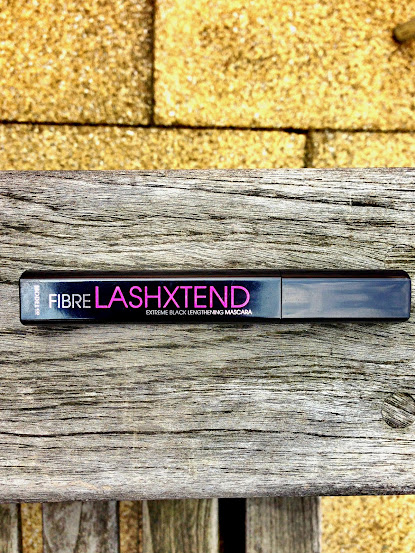 FIBRE LASHXTEND
EXTREME BLACK LENGTHENING MASCARA